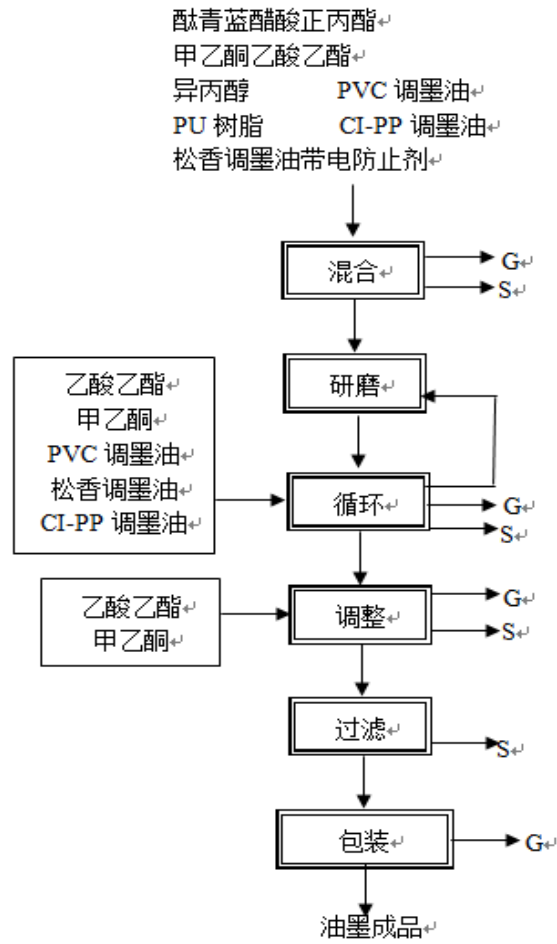 酞青蓝醋酸正丙酯↵
甲乙酮乙酸乙酯↵
异丙醇 PVC 调墨油↵
PU 树脂 CI-PP 调墨油↵
松香调墨油带电防止剂↵
混合↵
G↵
S↵
研磨↵
乙酸乙酯↵
甲乙酮↵
PVC 调墨油↵
松香调墨油↵
CI-PP 调墨油↵
循环↵
G↵
S↵
乙酸乙酯↵
甲乙酮↵
调整↵
G↵
S↵
过滤↵
S↵
包装↵
G↵
油墨成品↵